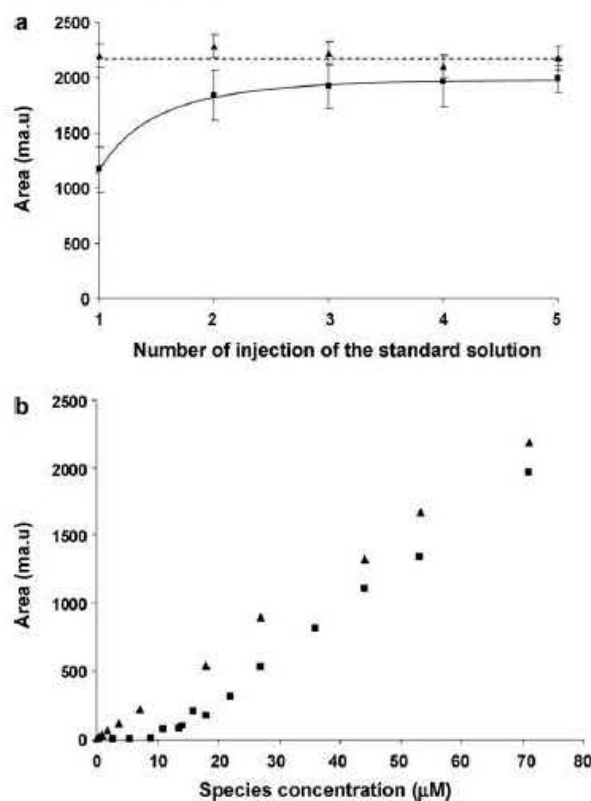 a
2500
2000
1500
1000
500
0
Area (ma.u)
1 2 3 4 5
Number of injection of the standard solution
b
2500
2000
1500
1000
500
0
Area (ma.u)
0 10 20 30 40 50 60 70 80
Species concentration (µM)